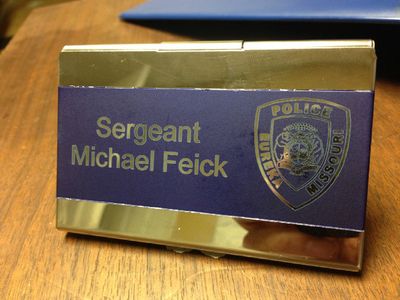 Sergeant
Michael Feick
POLICE
EUREKA
MISSOURI